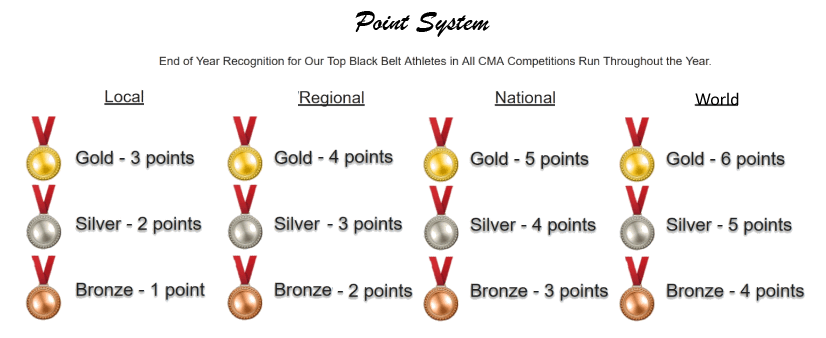 Point System
End of Year Recognition for Our Top Black Belt Athletes in All CMA Competitions Run Throughout the Year.
Local Regional National World
Gold - 3 points Gold - 4 points Gold - 5 points Gold - 6 points
Silver - 2 points Silver - 3 points Silver - 4 points Silver - 5 points
Bronze - 1 point Bronze - 2 points Bronze - 3 points Bronze - 4 points